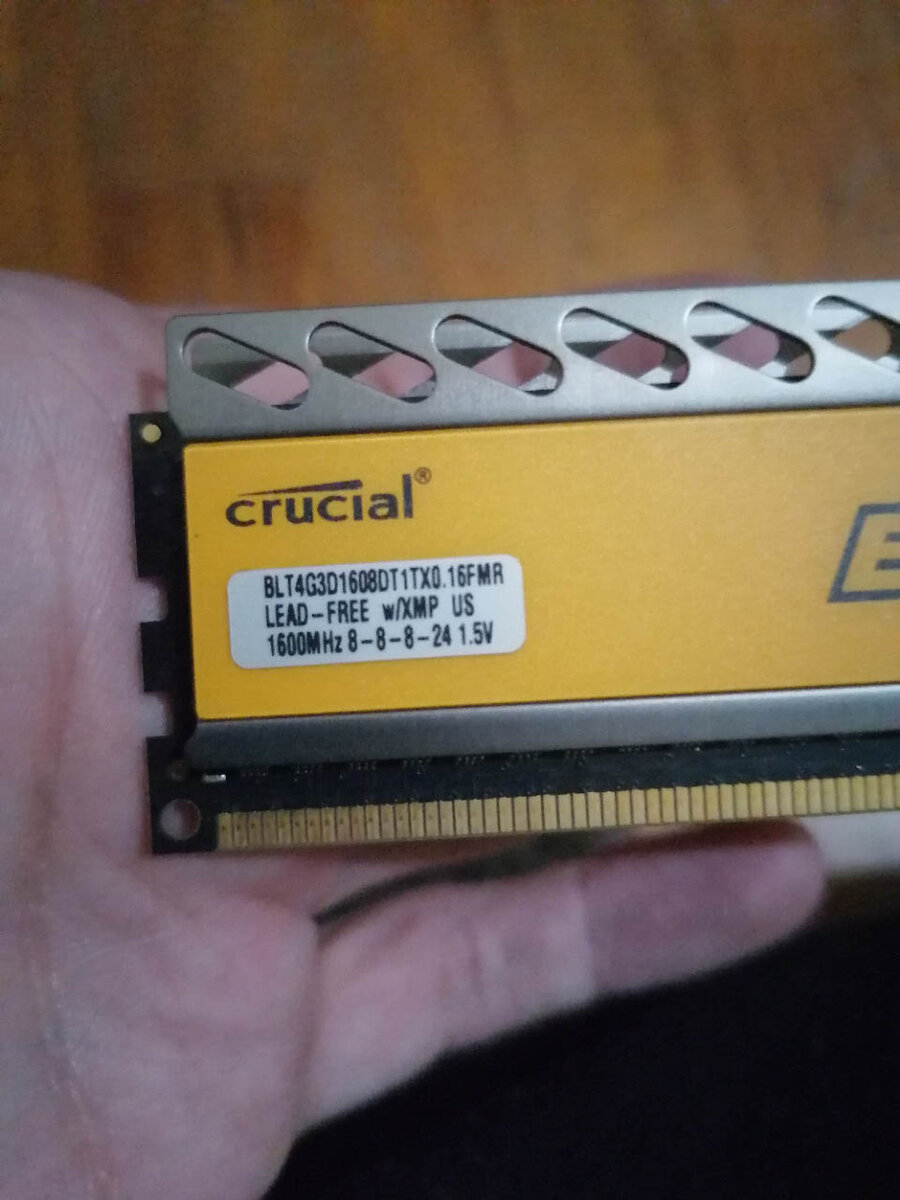 crucial®
B
BLT4G3D1608DT1TX0.16FMR
LEAD-FREE w/XMP US
1600MHz 8-8-8-24 1.5V